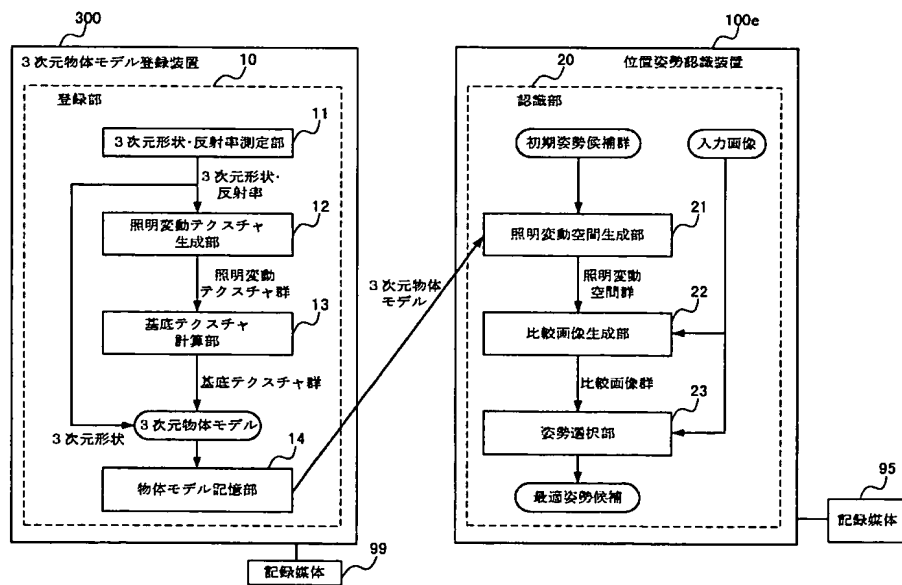 300
3次元物体モデル登録装置
10
登録部
11
3次元形状・反射率測定部
3次元形状・
反射率
12
照明変動テクスチャ
生成部
照明変動
テクスチャ群
13
基底テクスチャ
計算部
基底テクスチャ群
3次元物体モデル
3次元形状
14
物体モデル記憶部
99
記録媒体
3次元物体
モデル
100e
位置姿勢認識装置
20
認識部
初期姿勢候補群
入力画像
21
照明変動空間生成部
照明変動
空間群
22
比較画像生成部
比較画像群
23
姿勢選択部
最適姿勢候補
95
記録媒体